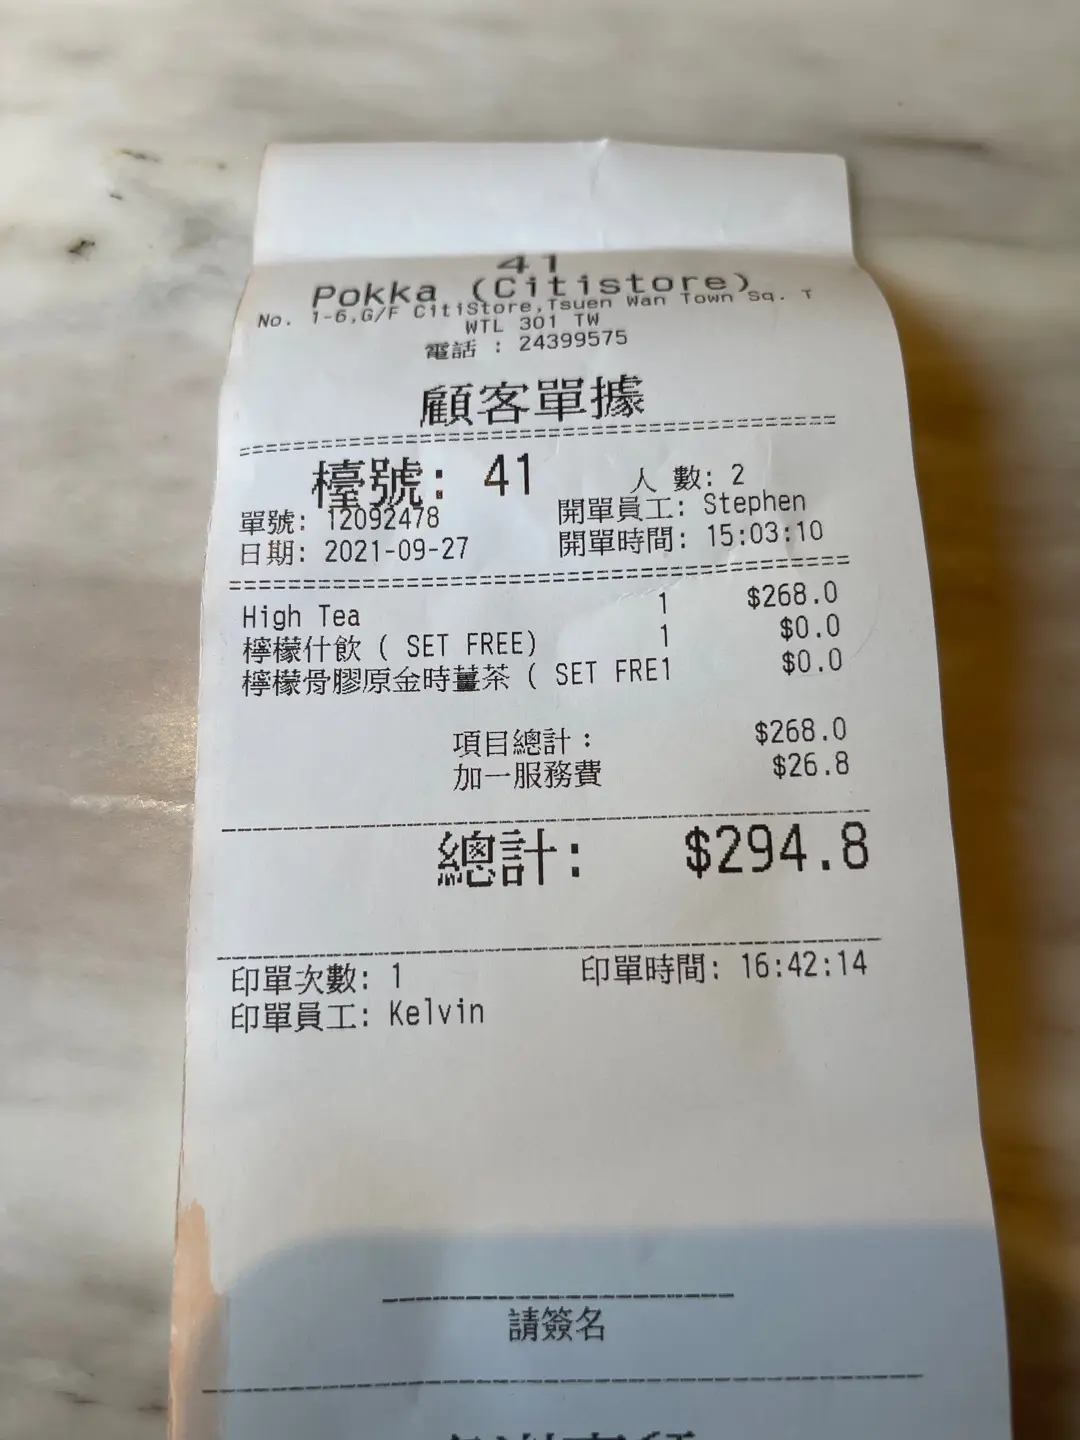 41
Pokka (Citistore)
No. 1-6,G/F CitiStore,Tsuen Wan Town Sq. T
WTL 301 TW
電話 : 24399575
顧客單據
檯號: 41 人 數: 2
單號: 12092478 開單員工: Stephen
日期: 2021-09-27 開單時間: 15:03:10
High Tea 1 $268.0
檸檬什飲 ( SET FREE) 1 $0.0
檸檬骨膠原金時薑茶 ( SET FRE1 $0.0
項目總計: $268.0
加一服務費 $26.8
總計: $294.8
印單次數: 1 印單時間: 16:42:14
印單員工: Kelvin
請簽名